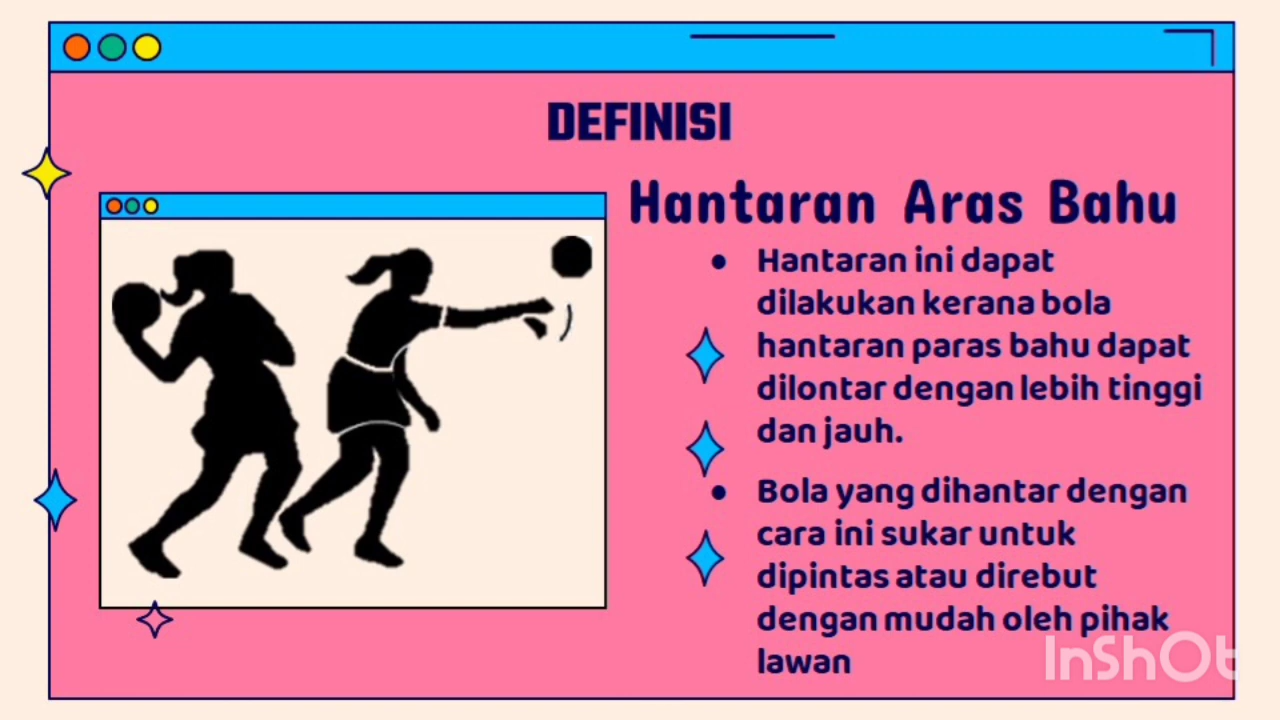 DEFINISI
Hantaran Aras Bahu
• Hantaran ini dapat
dilakukan kerana bola
hantaran paras bahu dapat
dilontar dengan lebih tinggi
dan jauh.
• Bola yang dihantar dengan
cara ini sukar untuk
dipintas atau direbut
dengan mudah oleh pihak
lawan
InShOt